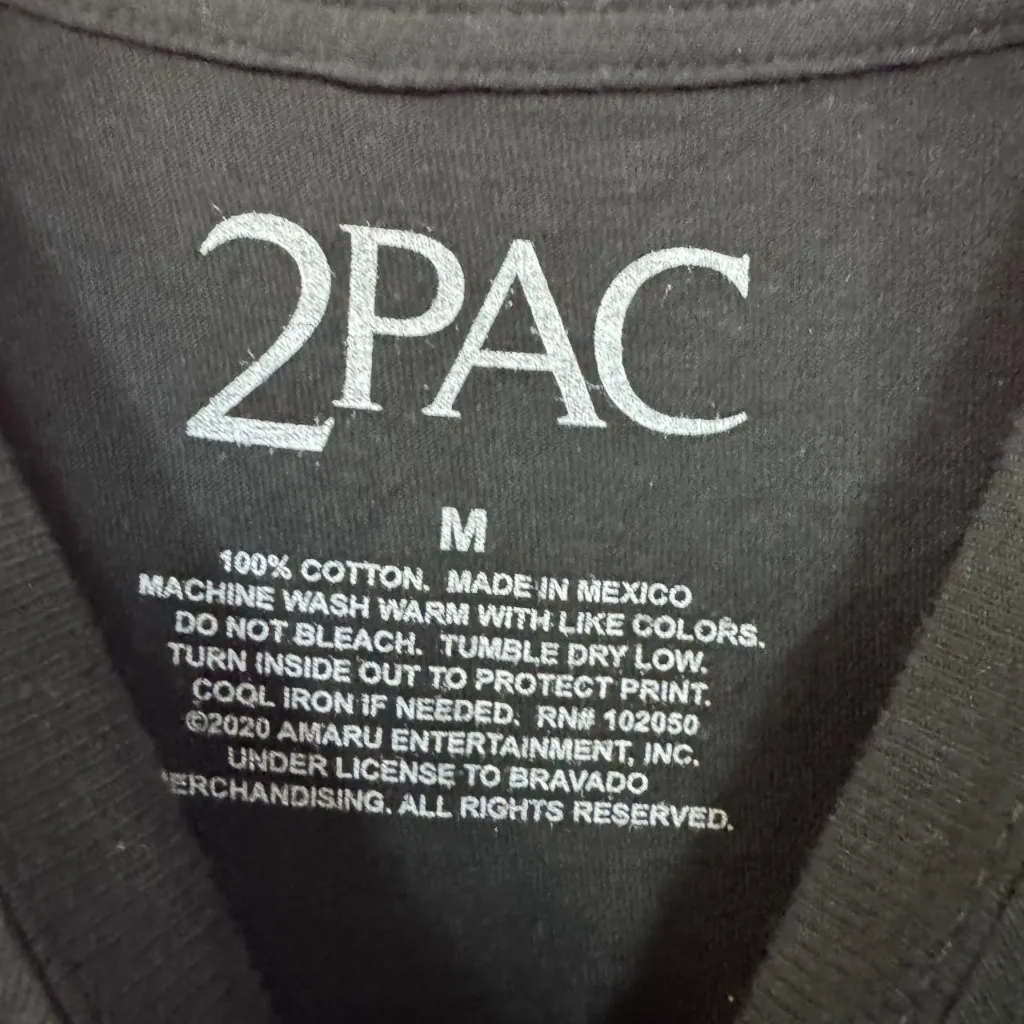 2PAC
M
100% COTTON. MADE IN MEXICO
MACHINE WASH WARM WITH LIKE COLORS.
DO NOT BLEACH. TUMBLE DRY LOW.
TURN INSIDE OUT TO PROTECT PRINT.
COOL IRON IF NEEDED. RN# 102050
©2020 AMARU ENTERTAINMENT, INC.
UNDER LICENSE TO BRAVADO
MERCHANDISING. ALL RIGHTS RESERVED.